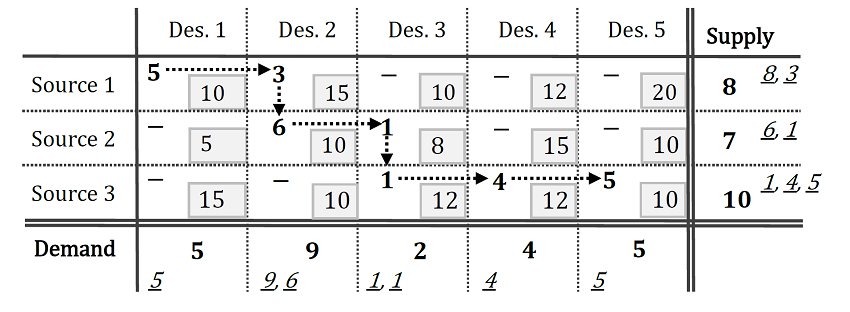 Des. 1 Des. 2 Des. 3 Des. 4 Des. 5 Supply
Source 1 5 10 3 15 – 10 – 12 – 20 8 8, 3
Source 2 – 5 6 10 1 8 – 15 – 10 7 6, 1
Source 3 – 15 – 10 1 12 4 12 5 10 10 1, 4, 5
Demand 5 9 2 4 5
5 9, 6 1, 1 4 5